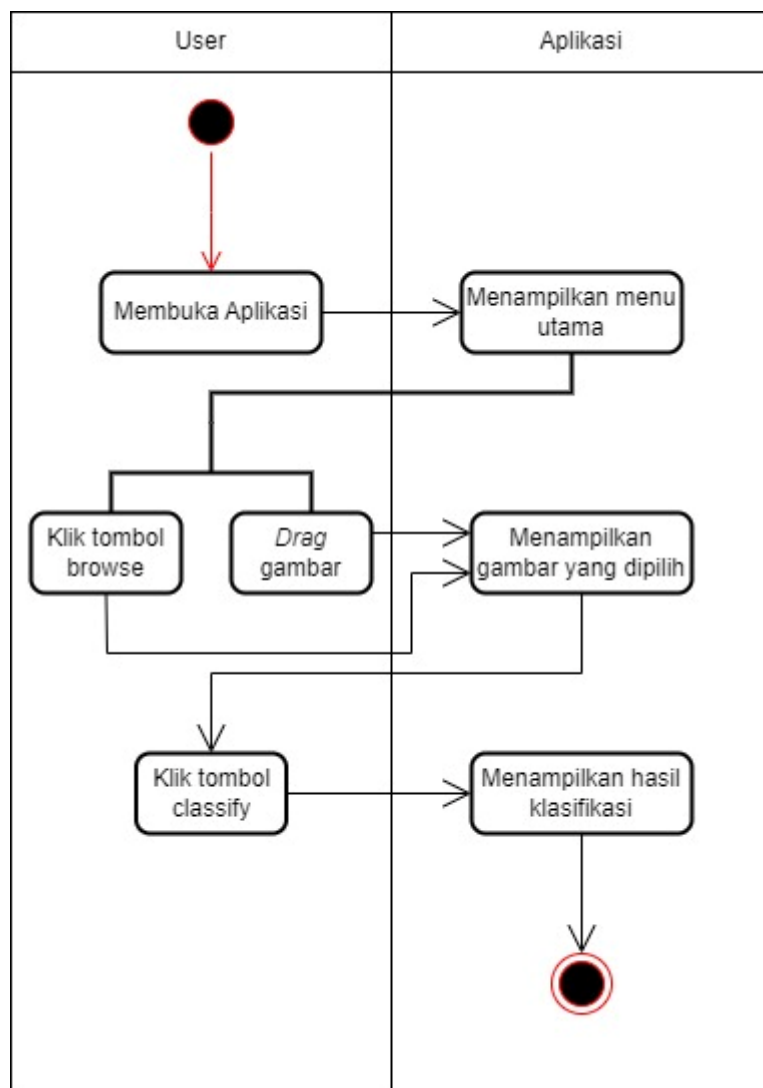 User
Aplikasi
Membuka Aplikasi
Menampilkan menu
utama
Klik tombol
browse
Drag
gambar
Menampilkan
gambar yang dipilih
Klik tombol
classify
Menampilkan hasil
klasifikasi